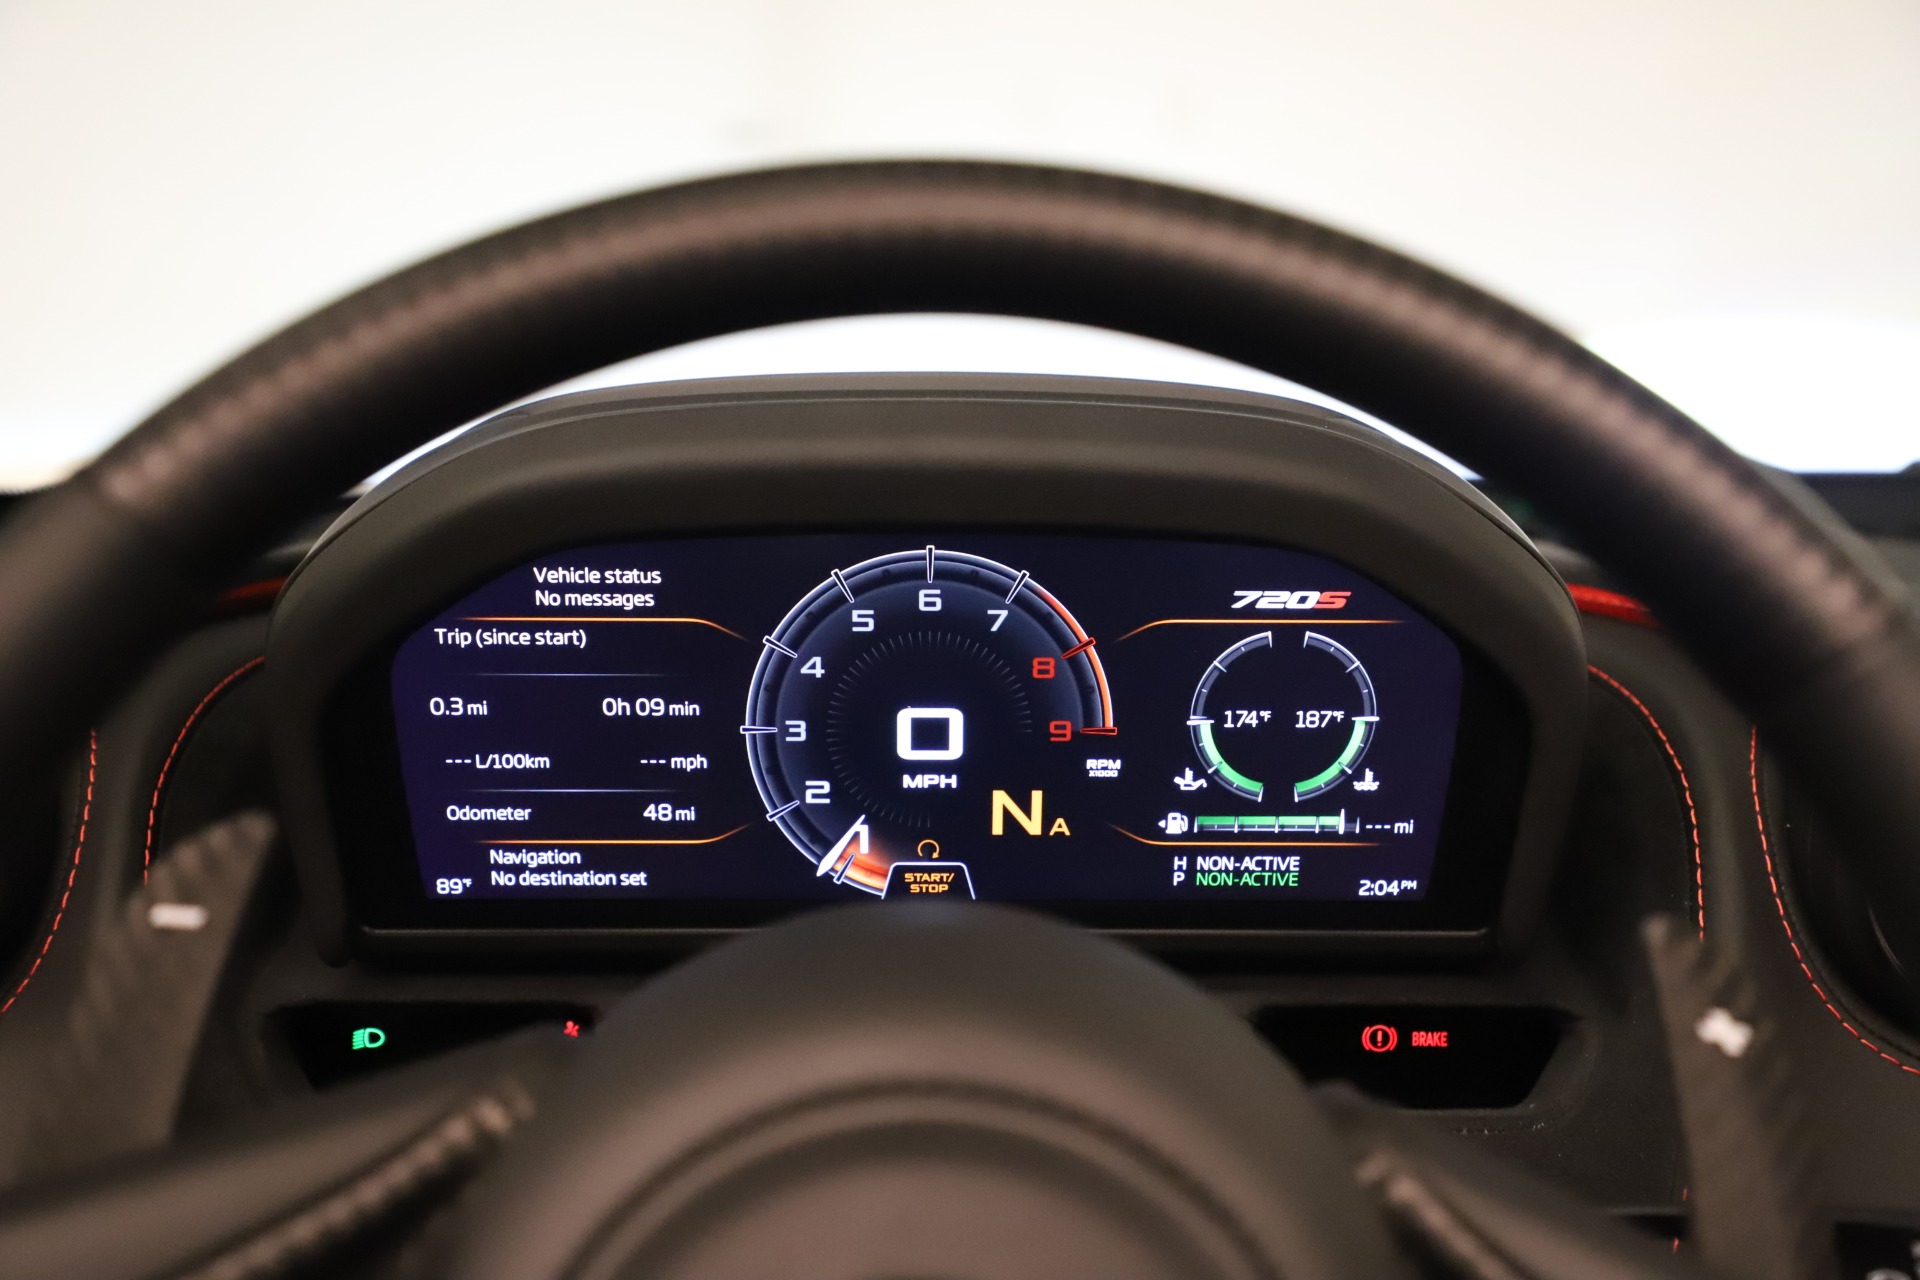 Vehicle status
No messages
Trip (since start)
0.3 mi 0h 09 min
--- L/100km --- mph
Odometer 48 mi
Navigation
No destination set
89°F
1
2
3
4
5
6
7
8
9
RPM
X1000
0
MPH
N A
START/
STOP
720S
174°F 187°F
--- mi
H NON-ACTIVE
P NON-ACTIVE
2:04 PM
BRAKE